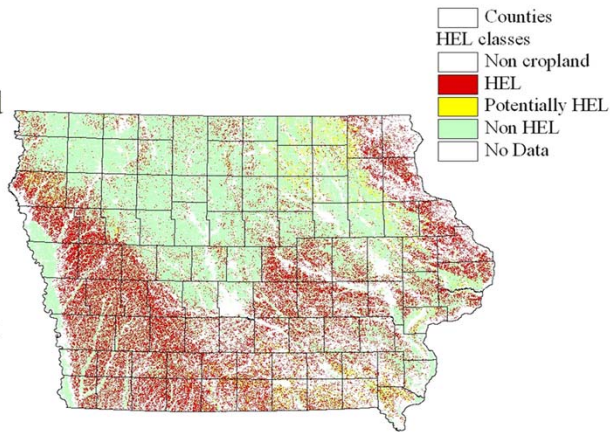 Counties
HEL classes
Non cropland
HEL
Potentially HEL
Non HEL
No Data